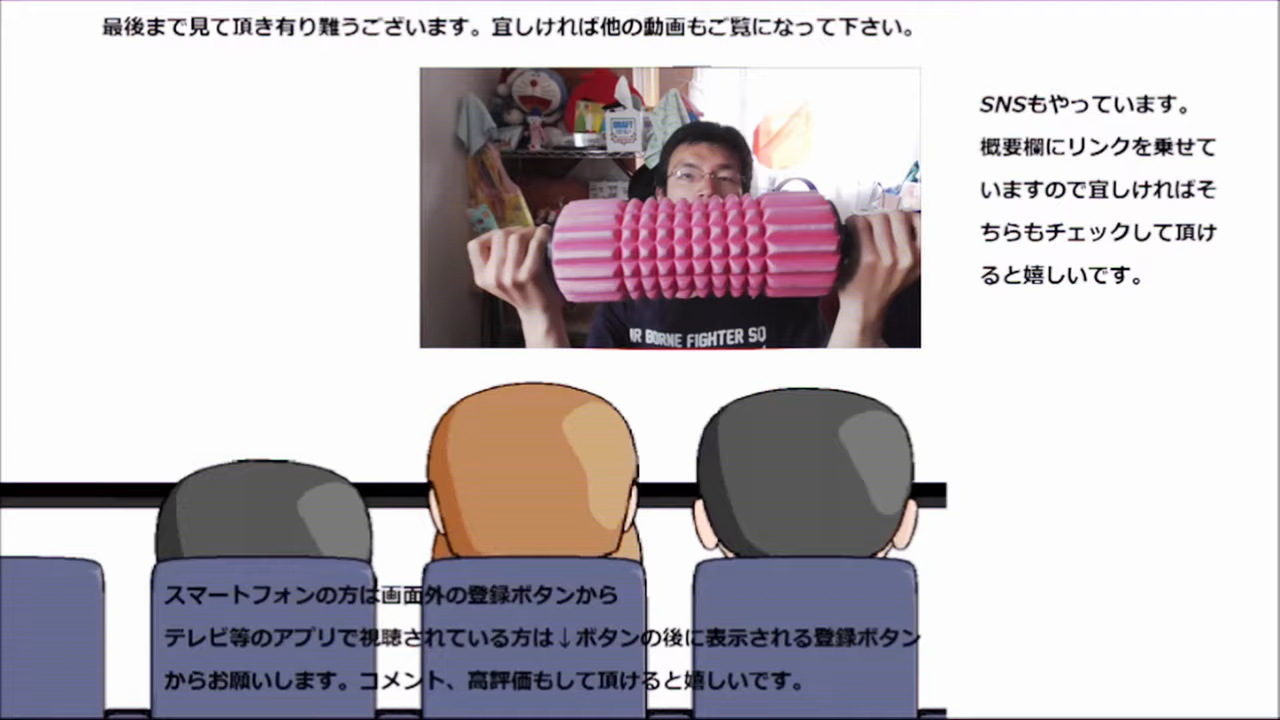 最後まで見て頂き有り難うございます。宜しければ他の動画もご覧になって下さい。
SNSもやっています。
概要欄にリンクを乗せて
いますので宜しければそ
ちらもチェックして頂け
ると嬉しいです。
DRAFT
IR BORNE FIGHTER SO
スマートフォンの方は画面外の登録ボタンから
テレビ等のアプリで視聴されている方は↓ボタンの後に表示される登録ボタン
からお願いします。コメント、高評価もして頂けると嬉しいです。